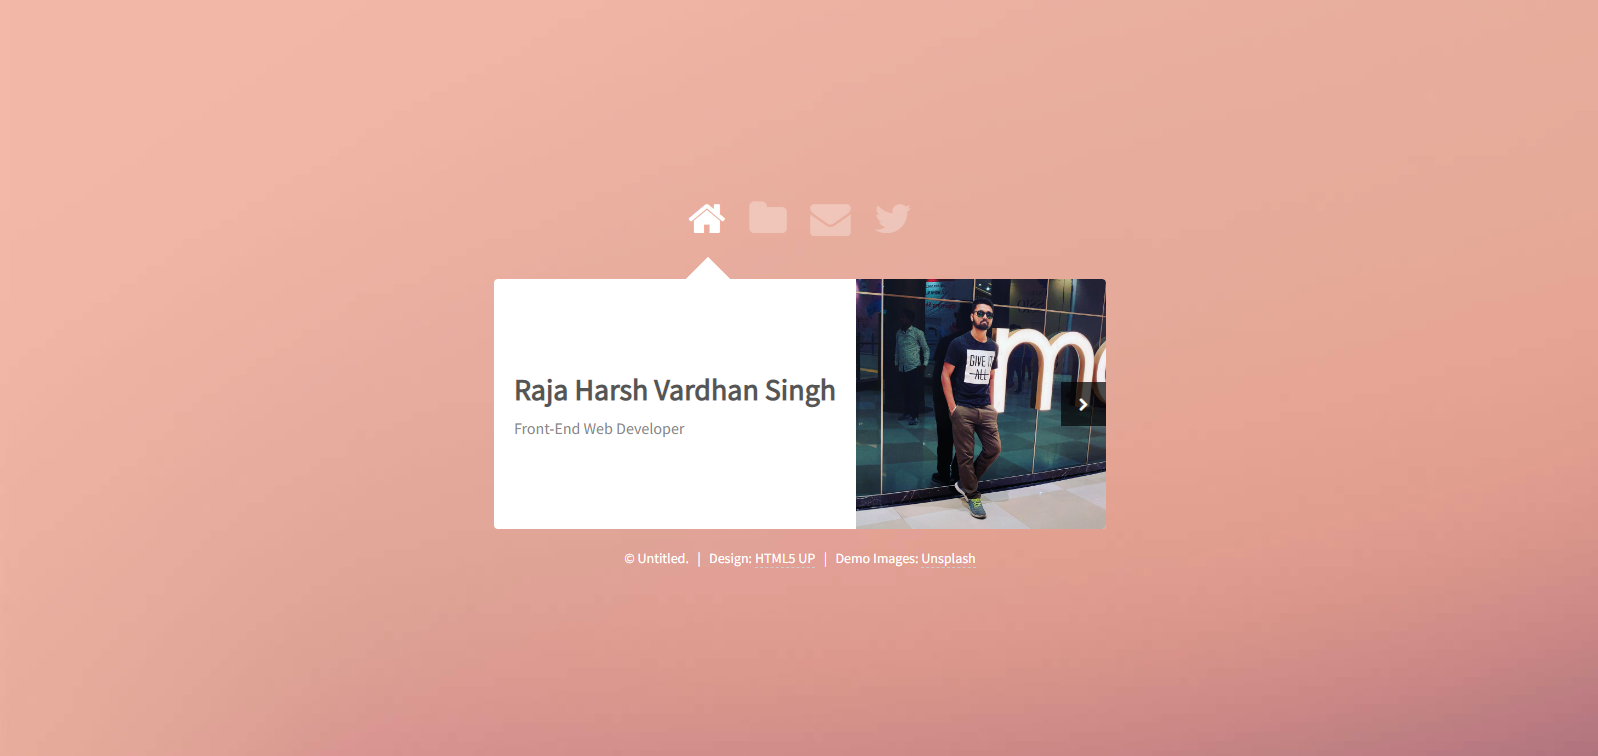 GIVE IT
ALL
Raja Harsh Vardhan Singh
Front-End Web Developer
© Untitled. | Design: HTML5 UP | Demo Images: Unsplash